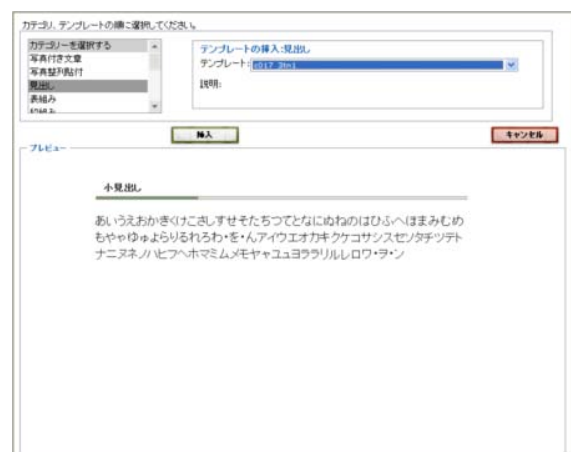 カテゴリ、テンプレートの順に選択してください。
カテゴリーを選択する
写真付き文章
写真整列貼付
見出し
表組み
テンプレートの挿入:見出し
テンプレート: c017_3tm1
説明:
挿入
キャンセル
プレビュー
小見出し
あいうえおかきくけこさしすせそたちつてとなにぬねのはひふへほまみむめ
もやゃゆゅよらりるれろわ・を・んアイウエオカキクケコサシスセソタチツテト
ナニヌネノハヒフヘホマミムメモヤャユュヨララリルレロワ・ヲ・ン